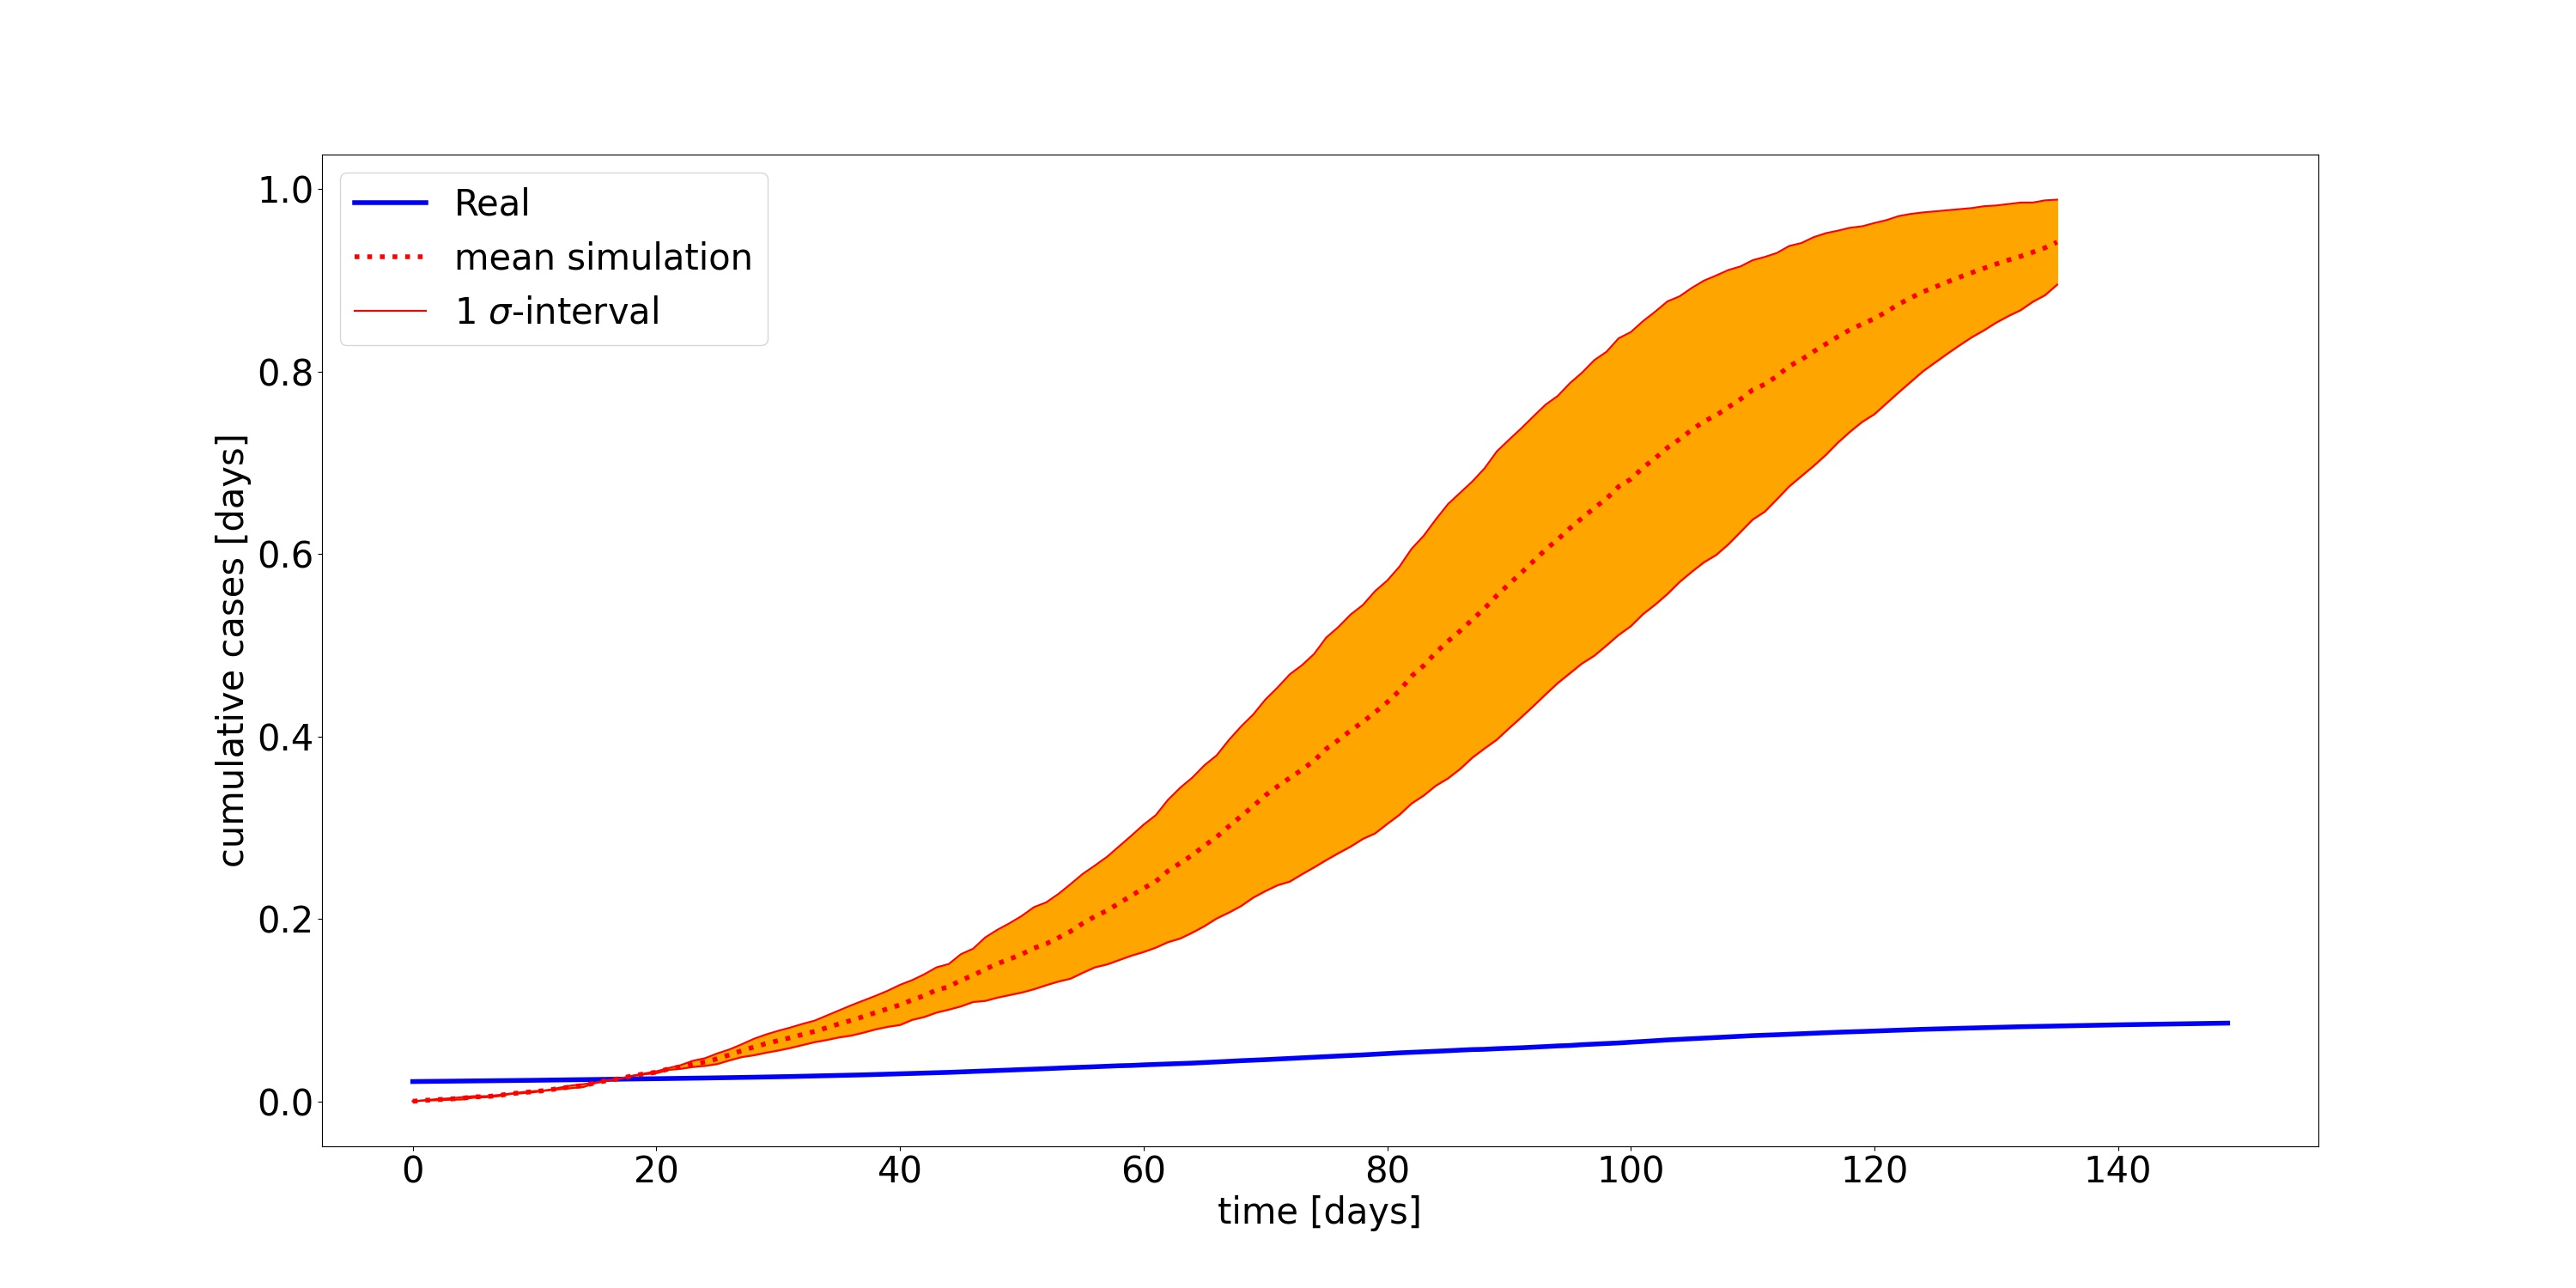 1.0
0.8
0.6
0.4
0.2
0.0
cumulative cases [days]
Real
mean simulation
1 σ-interval
0 20 40 60 80 100 120 140
time [days]